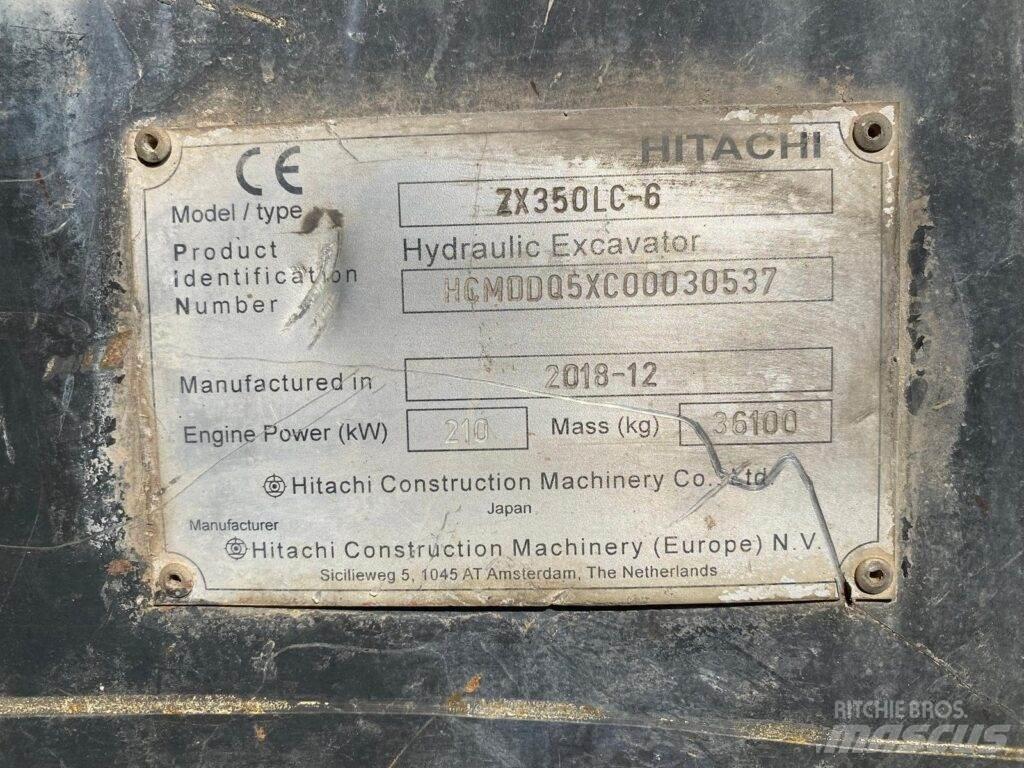 CE HITACHI
Model / type ZX350LC-6
Product Hydraulic Excavator
Identification HCMDDQ5XC00030537
Number
Manufactured in 2018-12
Engine Power (kW) 210 Mass (kg) 36100
Hitachi Construction Machinery Co., Ltd
Japan
Manufacturer
Hitachi Construction Machinery (Europe) N.V.
Sicilieweg 5, 1045 AT Amsterdam, The Netherlands
RITCHIE BROS.
mascus